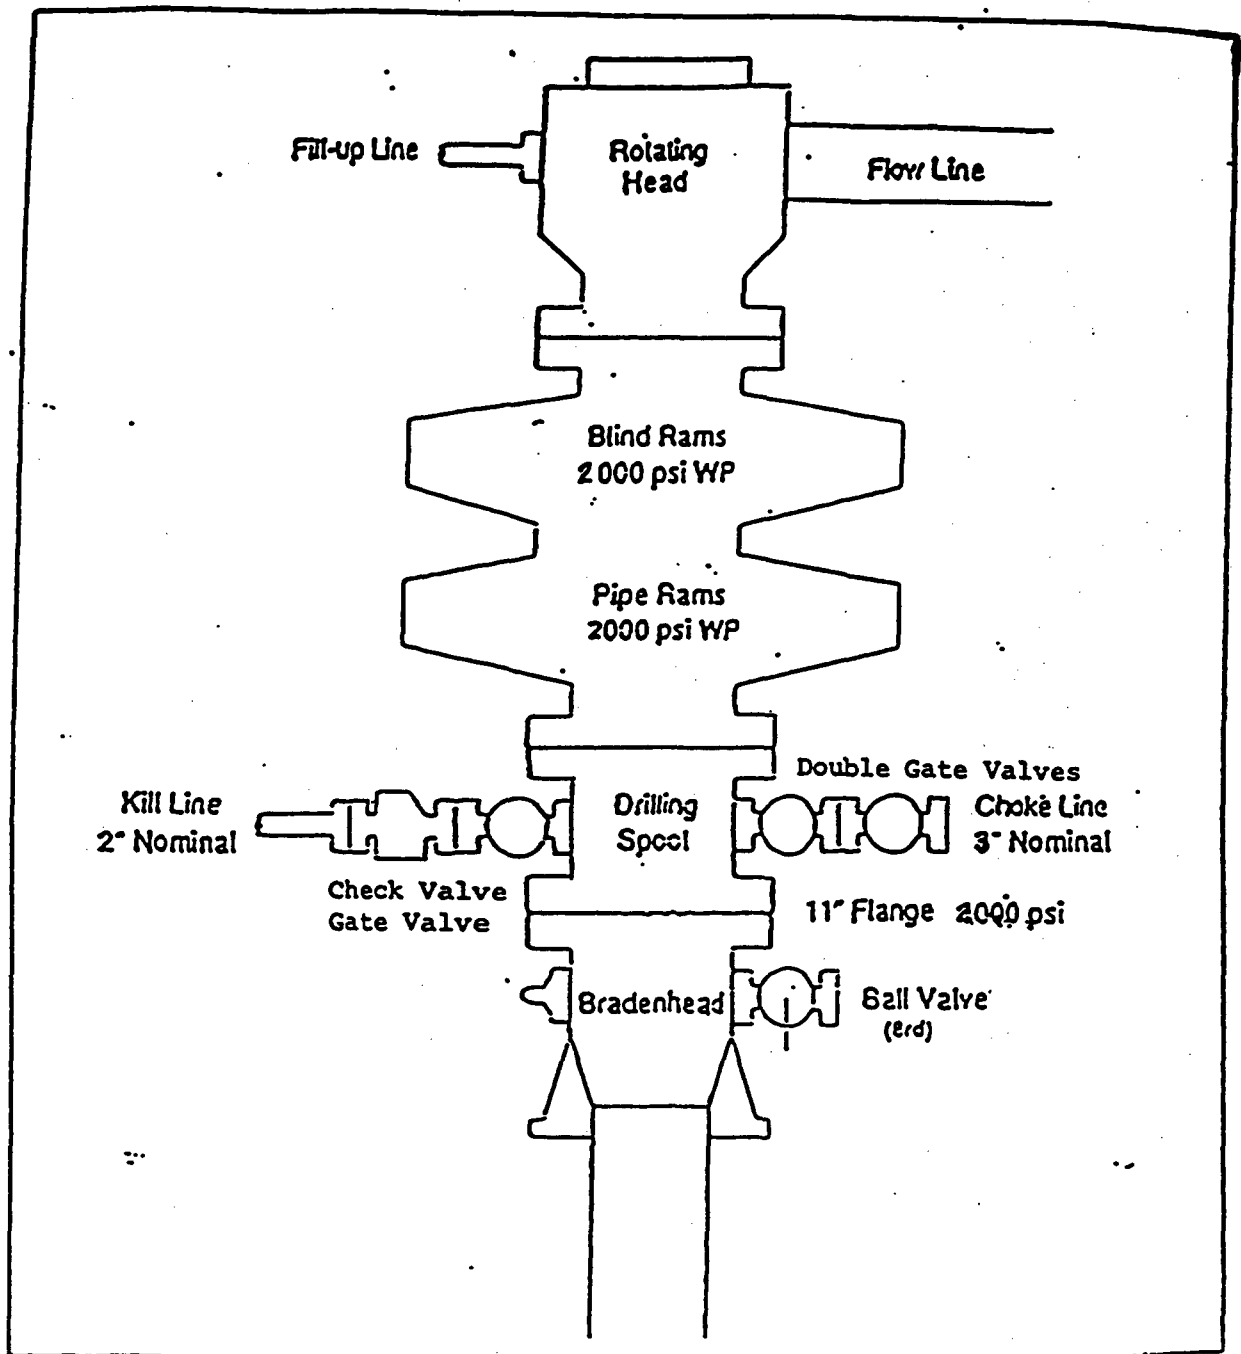 Fill-up Line
Rotating
Head
Flow Line
Blind Rams
2000 psi WP
Pipe Rams
2000 psi WP
Double Gate Valves
Kill Line
2" Nominal
Drilling
Spool
Choke Line
3" Nominal
Check Valve
Gate Valve
11" Flange 2000 psi
Bradenhead
Ball Valve